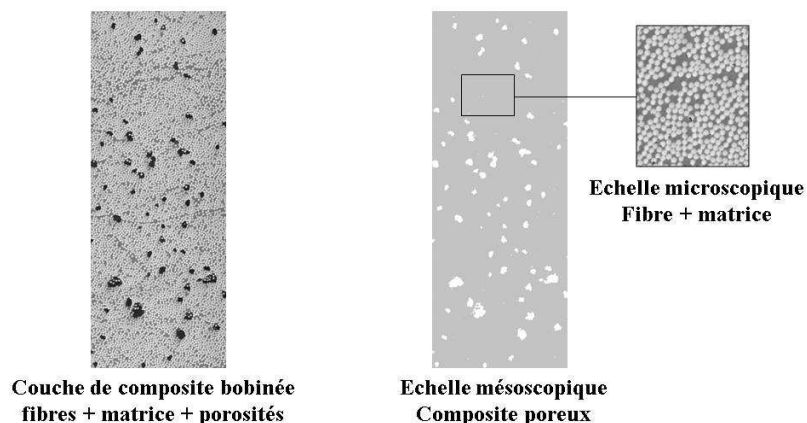 Echelle microscopique
Fibre + matrice
Couche de composite bobinée
fibres + matrice + porosités
Echelle mésoscopique
Composite poreux